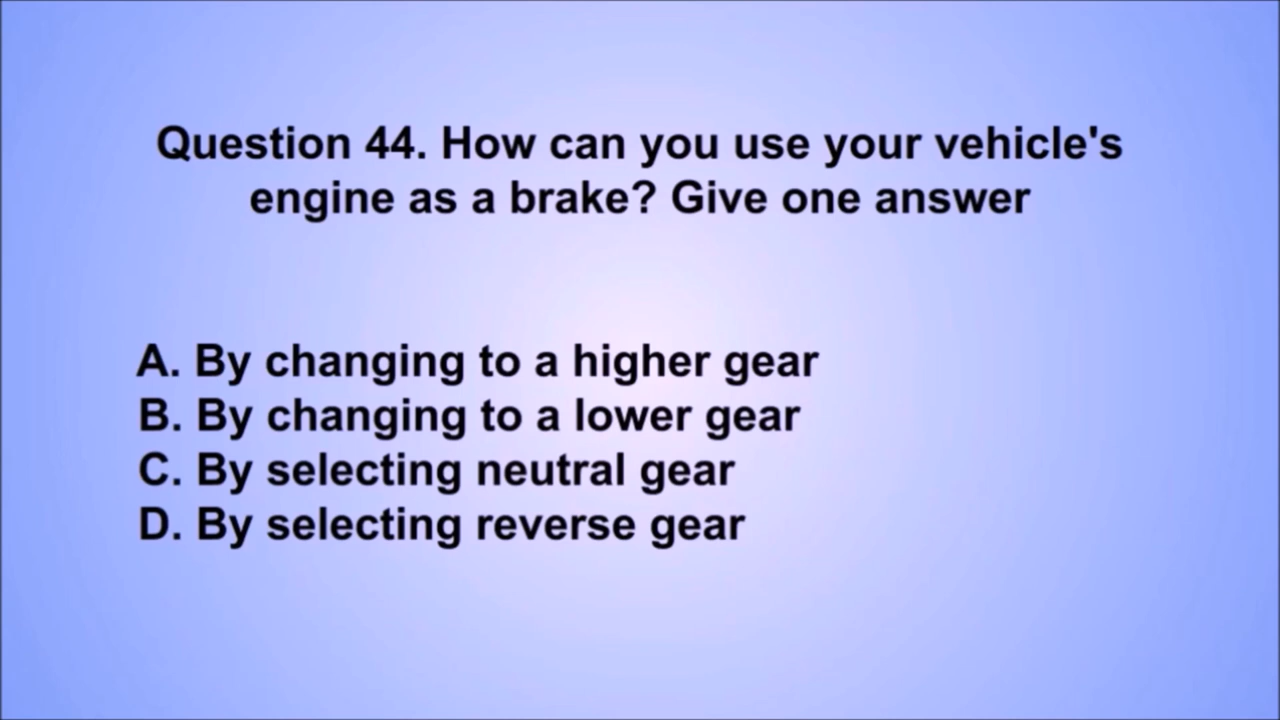 Question 44. How can you use your vehicle's
engine as a brake? Give one answer
A. By changing to a higher gear
B. By changing to a lower gear
C. By selecting neutral gear
D. By selecting reverse gear